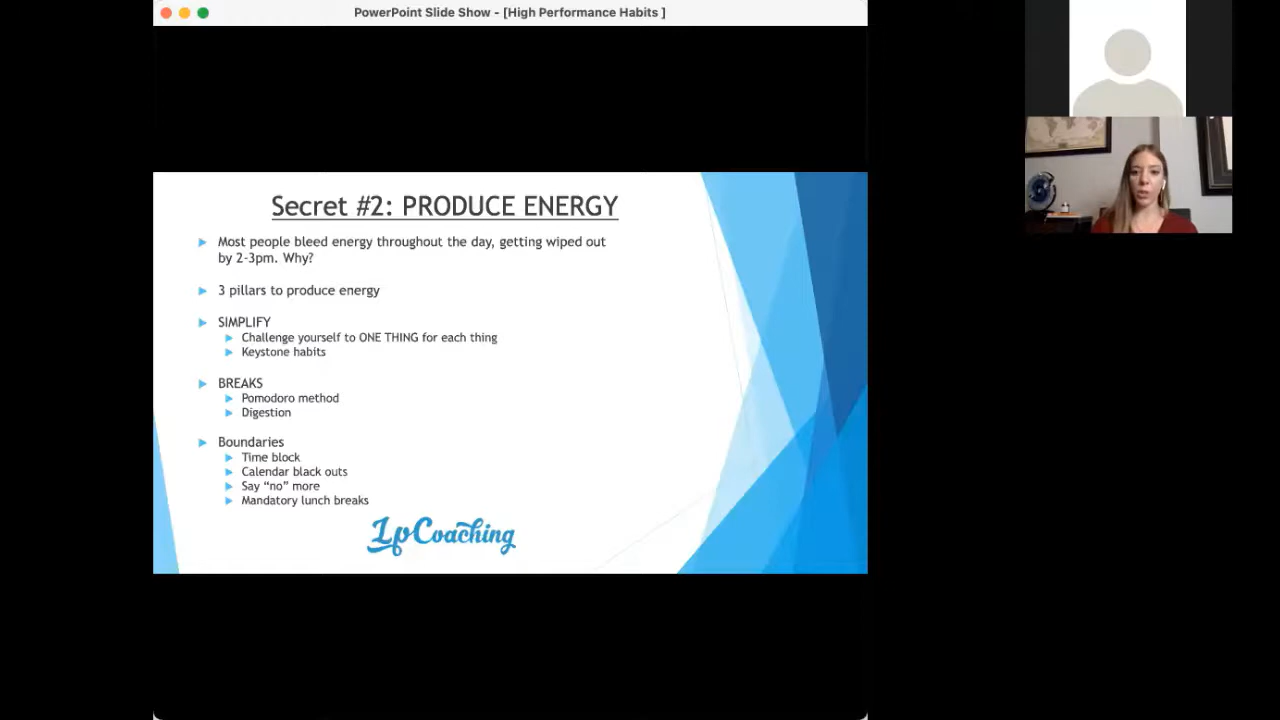 PowerPoint Slide Show - [High Performance Habits ]
Secret #2: PRODUCE ENERGY
Most people bleed energy throughout the day, getting wiped out
by 2-3pm. Why?
3 pillars to produce energy
SIMPLIFY
Challenge yourself to ONE THING for each thing
Keystone habits
BREAKS
Pomodoro method
Digestion
Boundaries
Time block
Calendar black outs
Say “no” more
Mandatory lunch breaks
LpCoaching